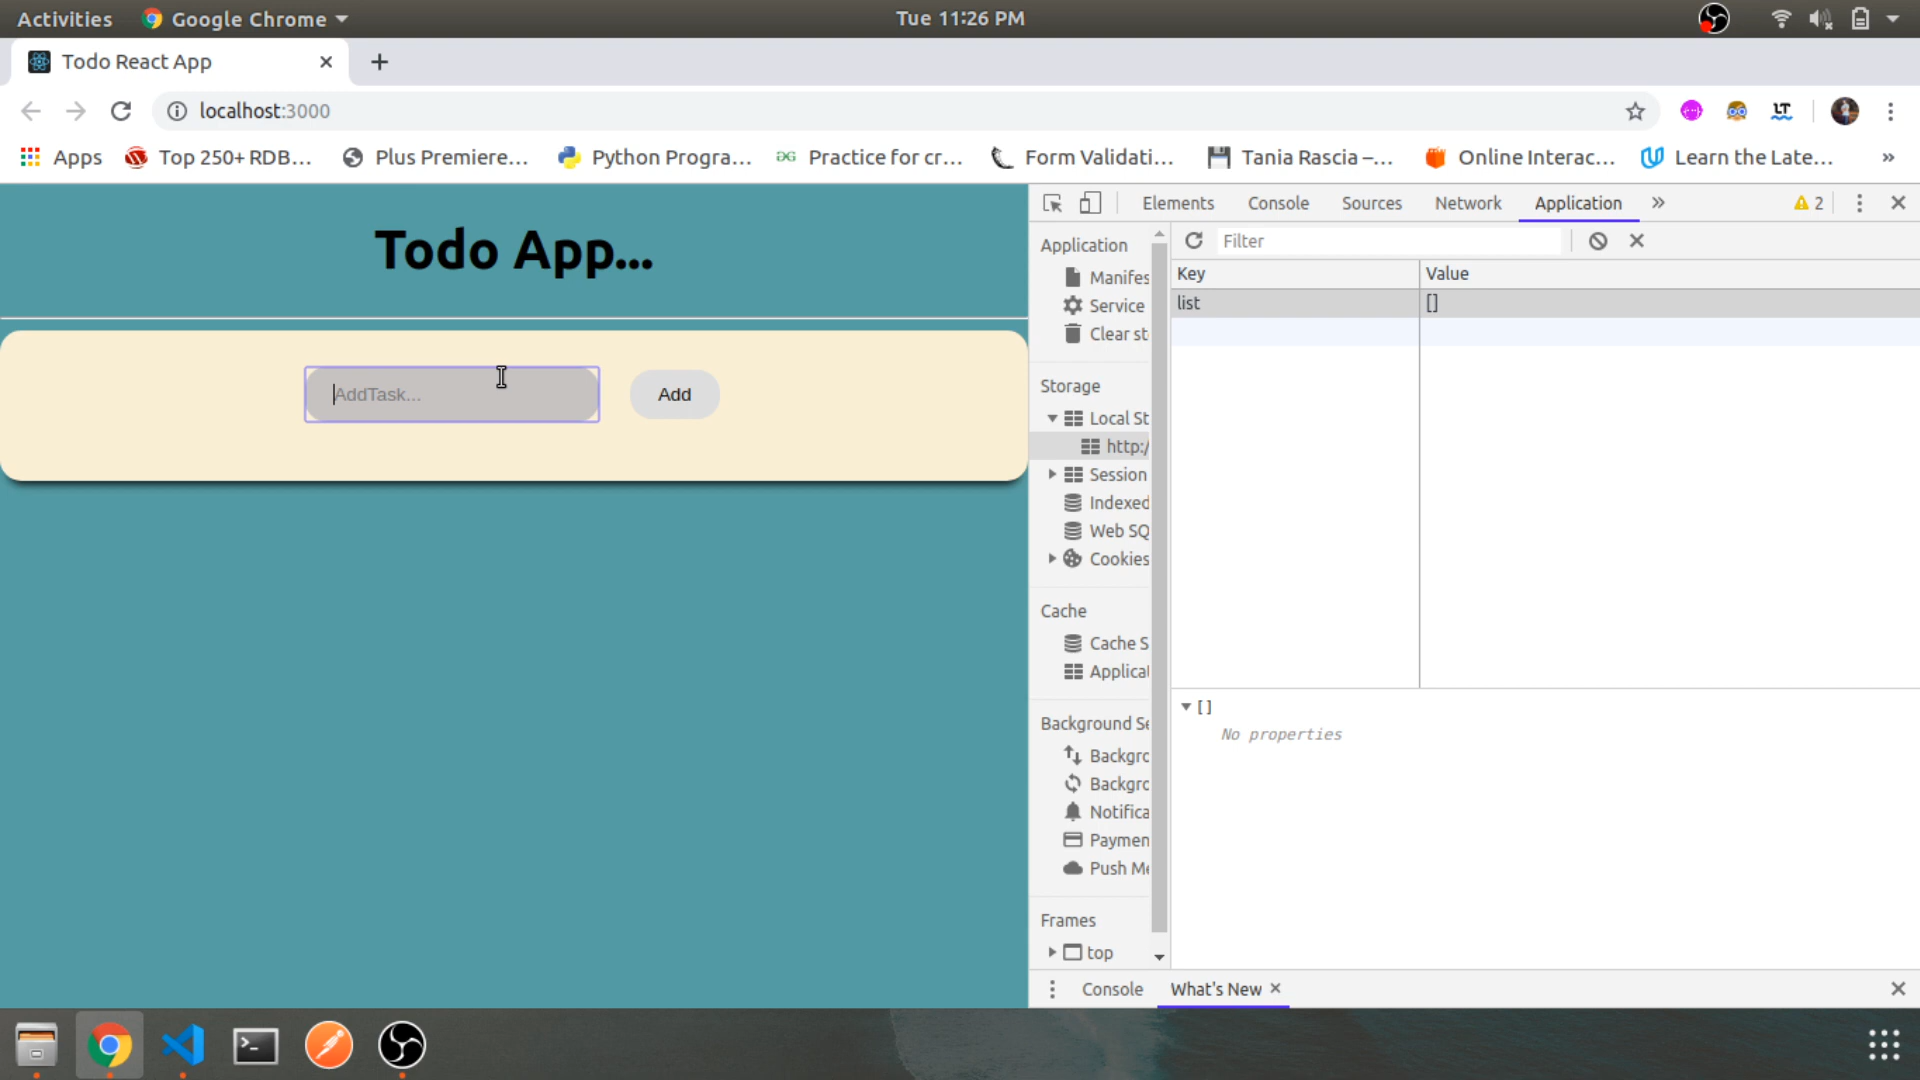 Activities
Google Chrome
Tue 11:26 PM
Todo React App
localhost:3000
Apps
Top 250+ RDB...
Plus Premiere...
Python Progra...
Practice for cr...
Form Validati...
Tania Rascia –...
Online Interac...
Learn the Late...
»
Todo App...
AddTask...
Add
Elements
Console
Sources
Network
Application
»
2
Application
Manifes
Service
Clear st
Storage
Local St
http:/
Session
Indexed
Web SQ
Cookies
Cache
Cache S
Applicat
Background Se
Backgro
Backgro
Notifica
Paymen
Push Me
Frames
top
Filter
Key
Value
list
[]
[]
No properties
Console
What's New